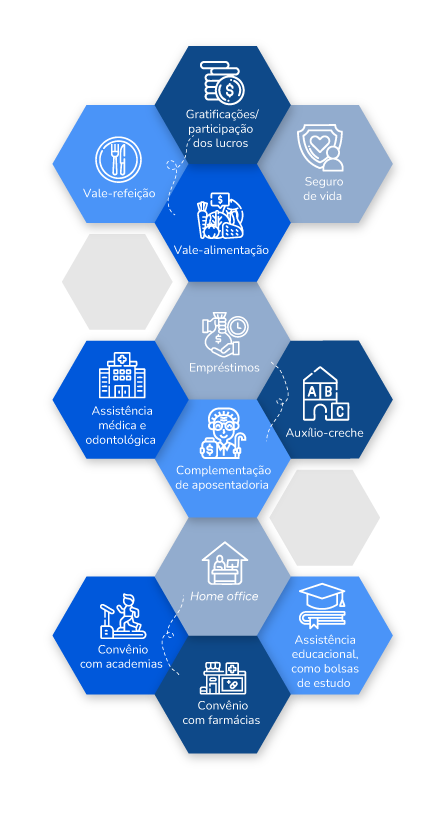 Gratificações/
participação
dos lucros
Vale-refeição
Seguro
de vida
$
Vale-alimentação
Empréstimos
Assistência
médica e
odontológica
A B
C
Auxílio-creche
Complementação
de aposentadoria
Home office
Convênio
com academias
Assistência
educacional,
como bolsas
de estudo
Convênio
com farmácias